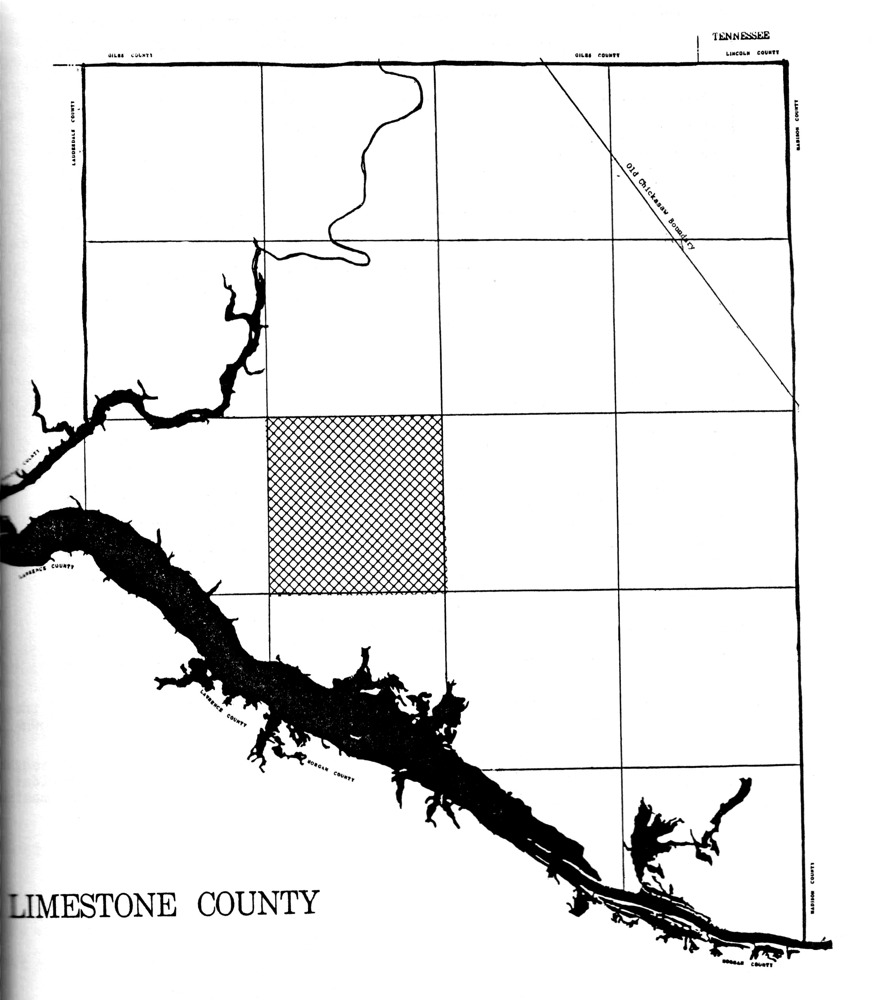 TENNESSEE
GILES COUNTY
GILES COUNTY
LINCOLN COUNTY
LAUDERDALE COUNTY
MADISON COUNTY
Old Chickasaw Boundary
COUNTY
LAWRENCE COUNTY
LAWRENCE COUNTY
MORGAN COUNTY
MADISON COUNTY
LIMESTONE COUNTY
MORGAN COUNTY